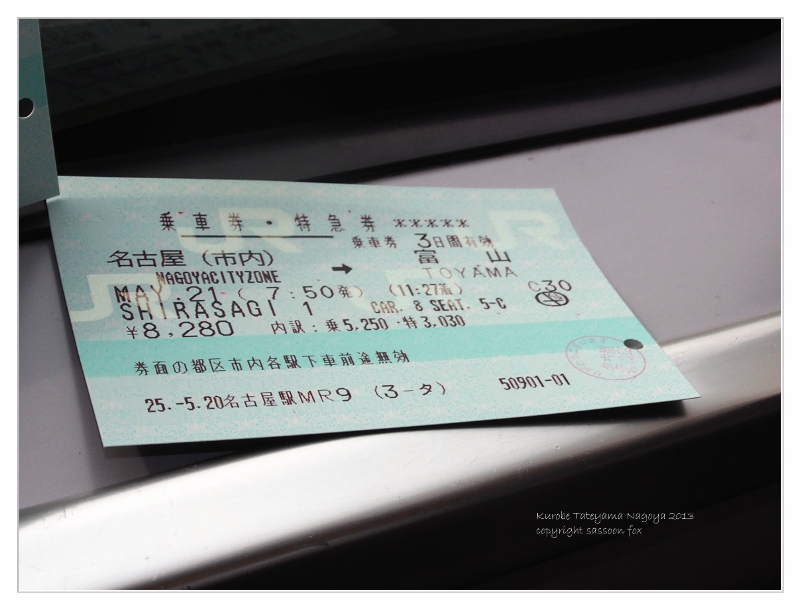 乗車券・特急券 *****
乗車券 3日間有効
名古屋（市内） ➡ 富山
NAGOYACITYZONE TOYAMA
MAY. 21 ( 7:50発) (11:27着) C30
SHIRASAGI 1 CAR. 8 SEAT. 5-C
¥8,280 内訳：乗5,250・特3,030
券面の都区市内各駅下車前途無効
25.-5.20名古屋駅MR9 (3-タ) 50901-01
Kurobe Tateyama Nagoya 2013
copyright sassoon fox